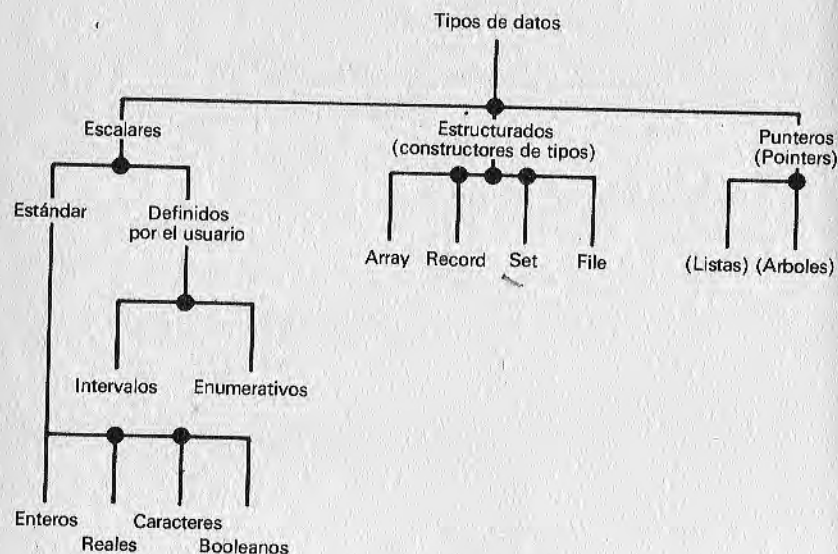 Tipos de datos
Escalares
Estructurados
(constructores de tipos)
Punteros
(Pointers)
Estándar
Definidos
por el usuario
Array
Record
Set
File
(Listas)
(Arboles)
Intervalos
Enumerativos
Enteros
Reales
Caracteres
Booleanos